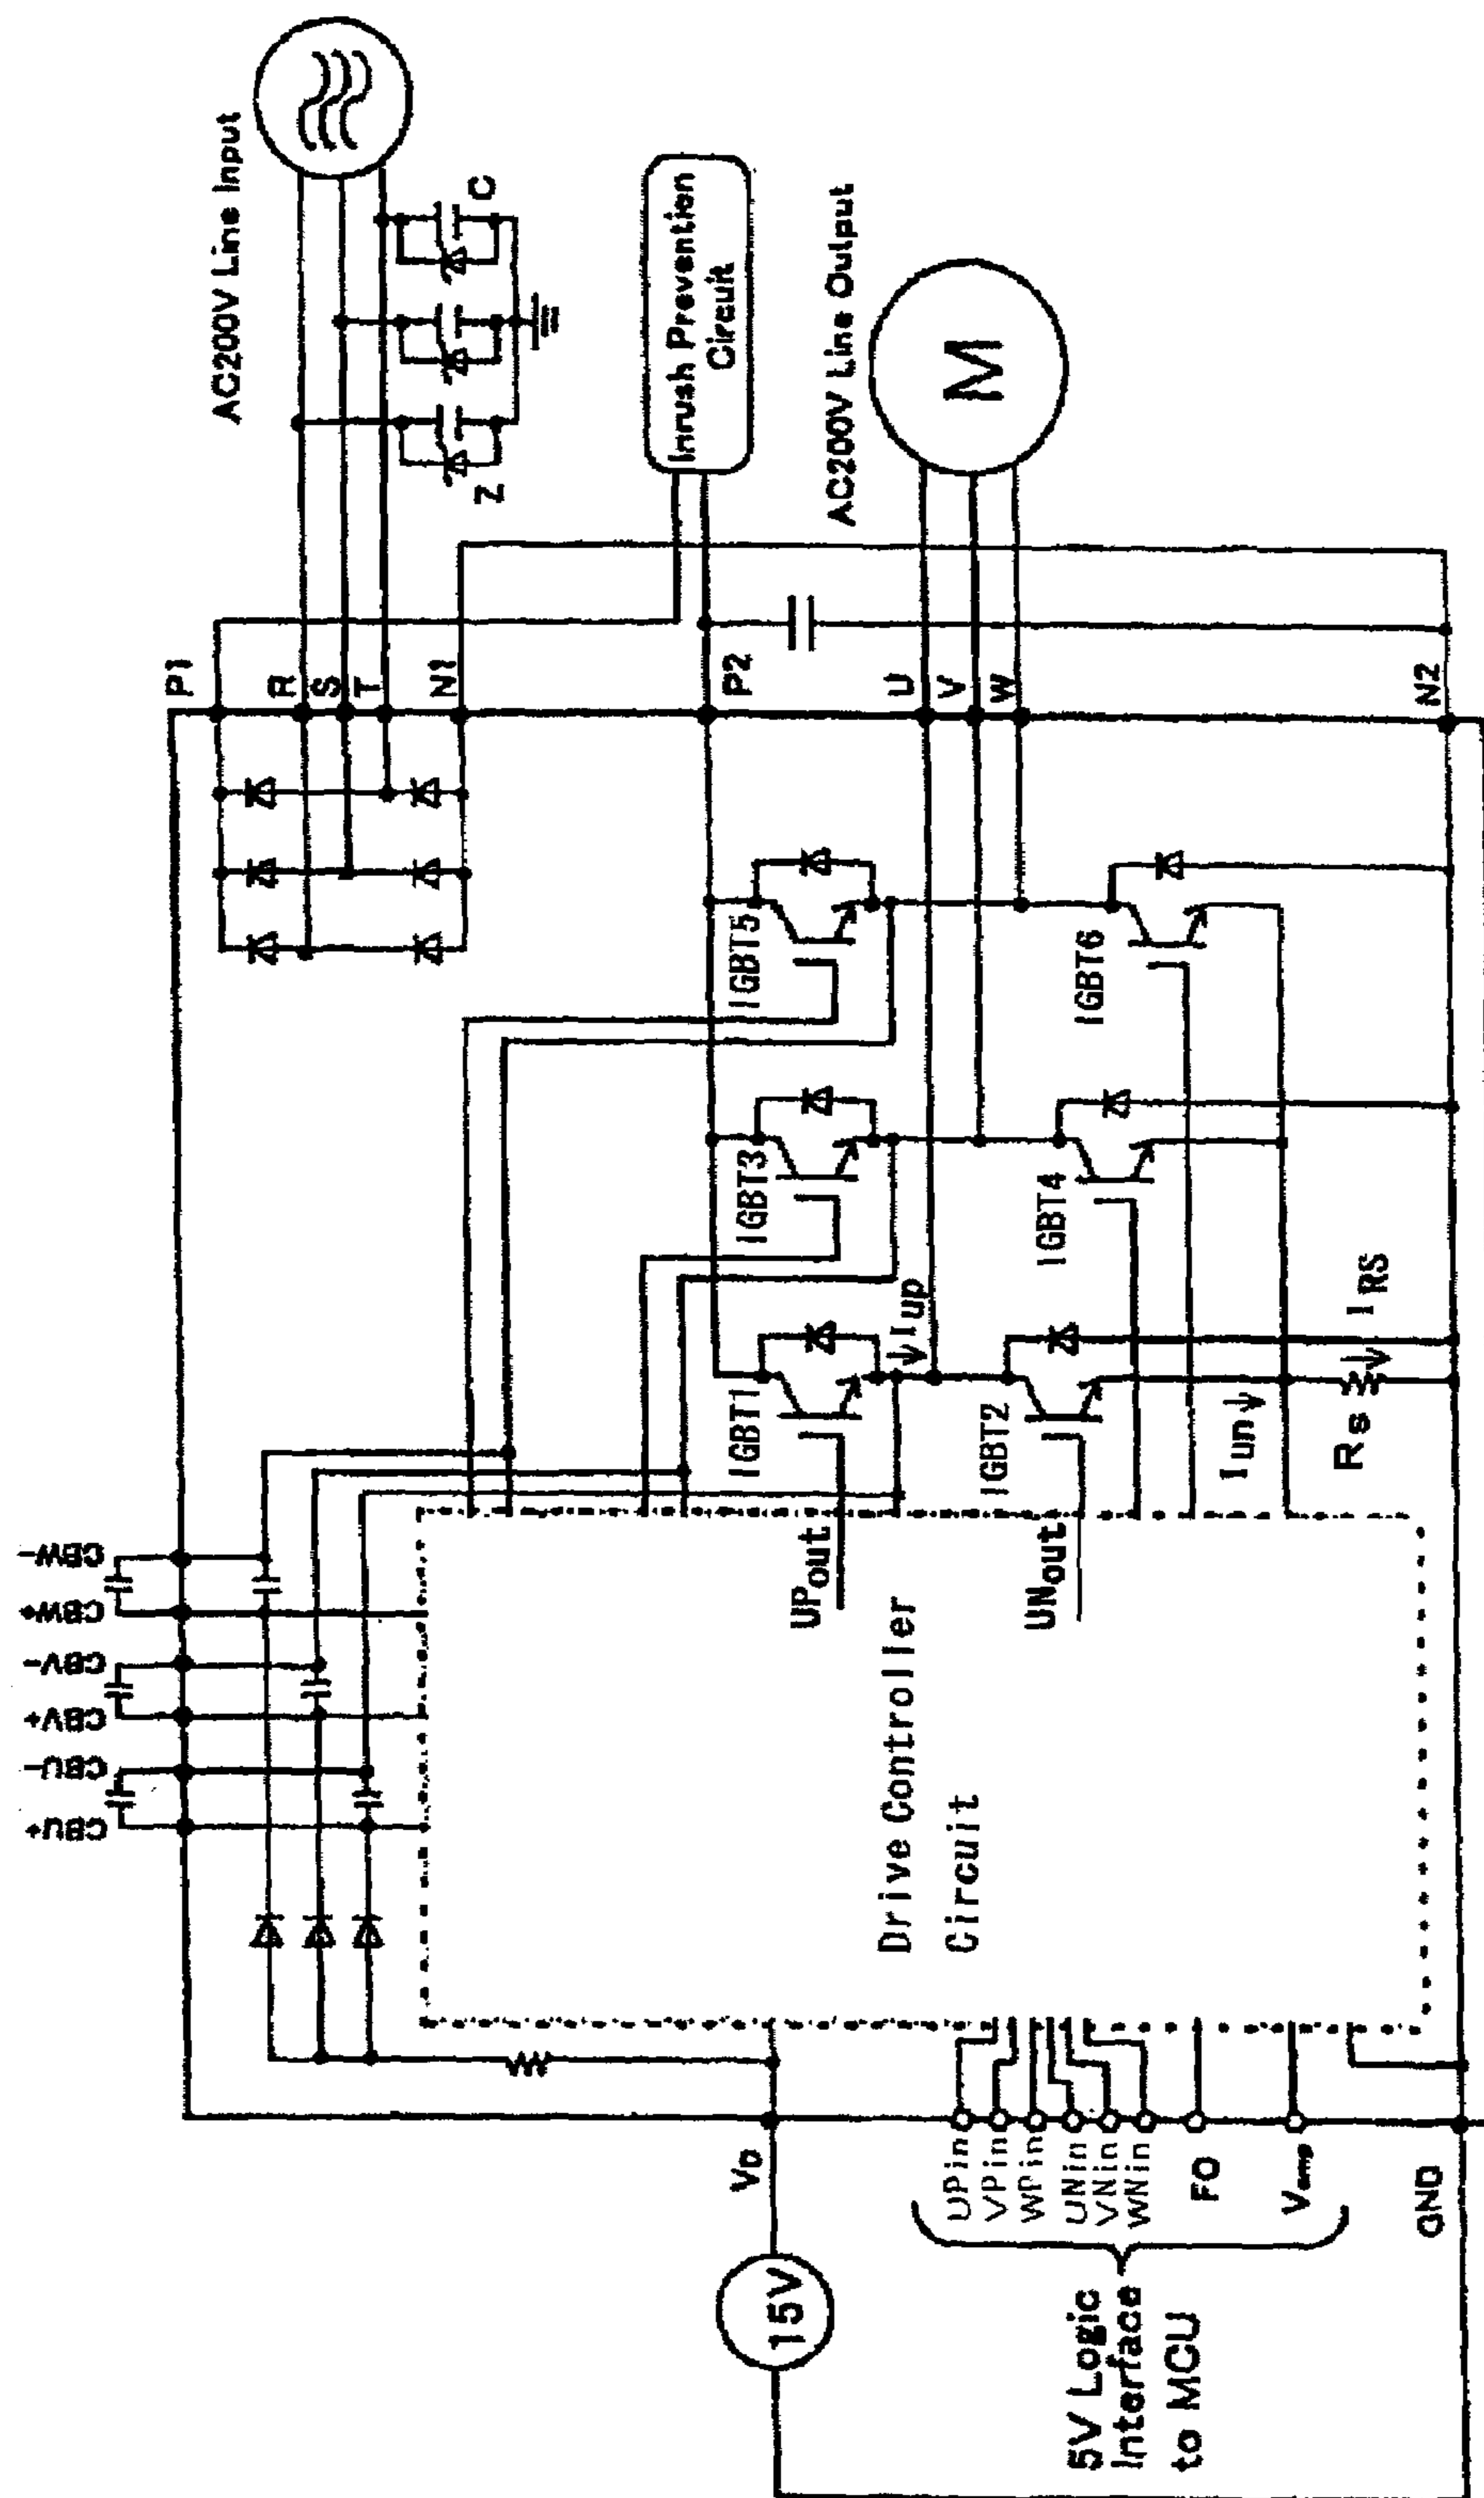 AC200V Line Input
C
Z
Inrush Prevention
Circuit
AC200V Line Output
M
P1
R
S
T
N1
P2
U
V
W
N2
IGBT5
IGBT6
IGBT3
IGBT4
IGBT1
IGBT2
Iup
Iun
Rs
IRS
CBW-
CBW+
CBV-
CBV+
CBU-
CBU+
UPout
UNout
Drive Controller
Circuit
VD
15V
UPin
VPin
WPin
UNin
VNin
WNin
FO
GND
5V Logic
Interface
to MCU